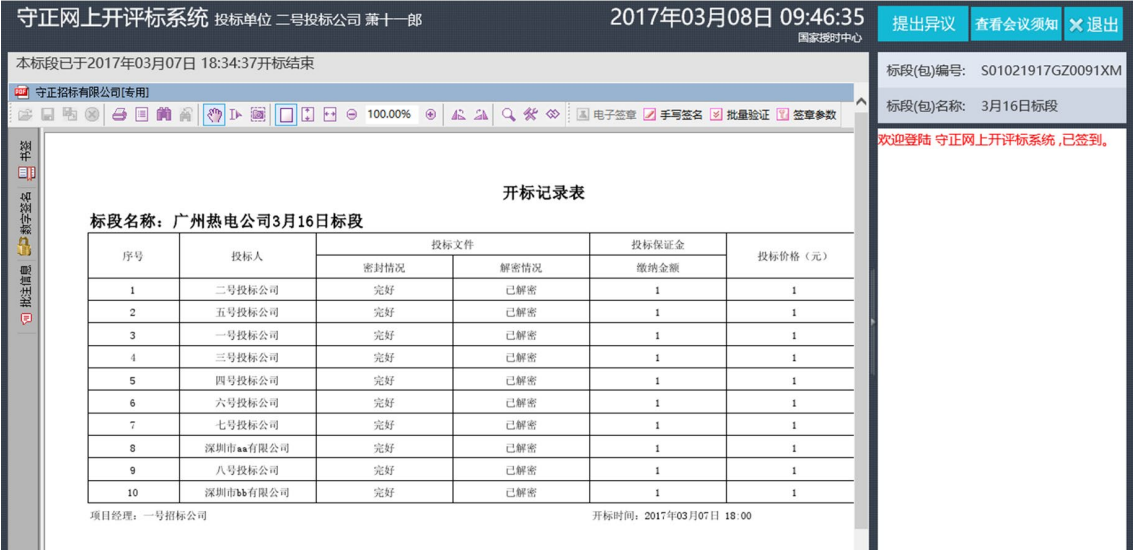 守正网上开评标系统 投标单位 二号投标公司 萧十一郎
2017年03月08日 09:46:35
国家授时中心
提出异议 查看会议须知 退出
本标段已于2017年03月07日 18:34:37开标结束
标段(包)编号: S01021917GZ0091XM
标段(包)名称: 3月16日标段
欢迎登陆 守正网上开评标系统 ,已签到。
守正招标有限公司[专用]
100.00% 电子签章 手写签名 批量验证 签章参数
书签
数字签名
批注信息
开标记录表
标段名称：广州热电公司3月16日标段
序号 投标人 投标文件 投标保证金 投标价格（元）
密封情况 解密情况 缴纳金额
1 二号投标公司 完好 已解密 1 1
2 五号投标公司 完好 已解密 1 1
3 一号投标公司 完好 已解密 1 1
4 三号投标公司 完好 已解密 1 1
5 四号投标公司 完好 已解密 1 1
6 六号投标公司 完好 已解密 1 1
7 七号投标公司 完好 已解密 1 1
8 深圳市aa有限公司 完好 已解密 1 1
9 八号投标公司 完好 已解密 1 1
10 深圳市bb有限公司 完好 已解密 1 1
项目经理：一号招标公司 开标时间：2017年03月07日 18:00